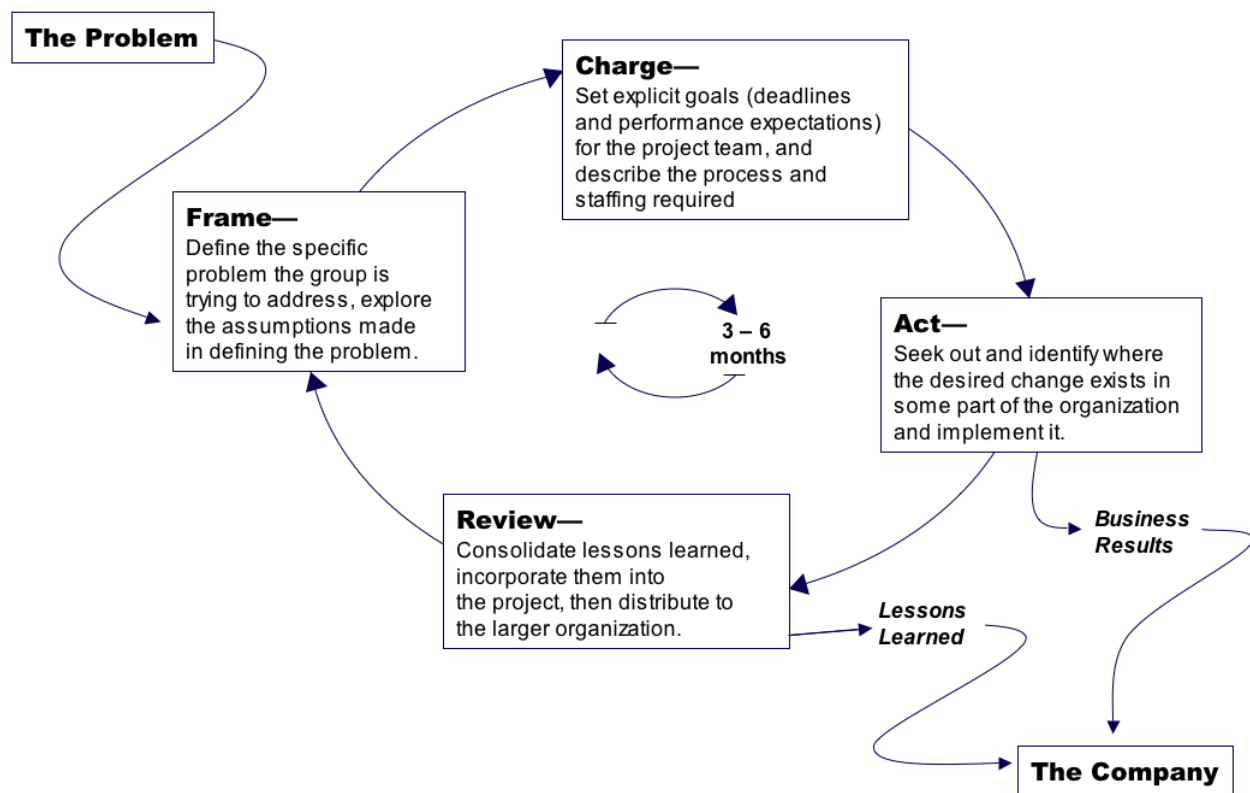 The Problem
Charge—
Set explicit goals (deadlines
and performance expectations)
for the project team, and
describe the process and
staffing required
Frame—
Define the specific
problem the group is
trying to address, explore
the assumptions made
in defining the problem.
3 – 6
months
Act—
Seek out and identify where
the desired change exists in
some part of the organization
and implement it.
Review—
Consolidate lessons learned,
incorporate them into
the project, then distribute to
the larger organization.
Business
Results
Lessons
Learned
The Company